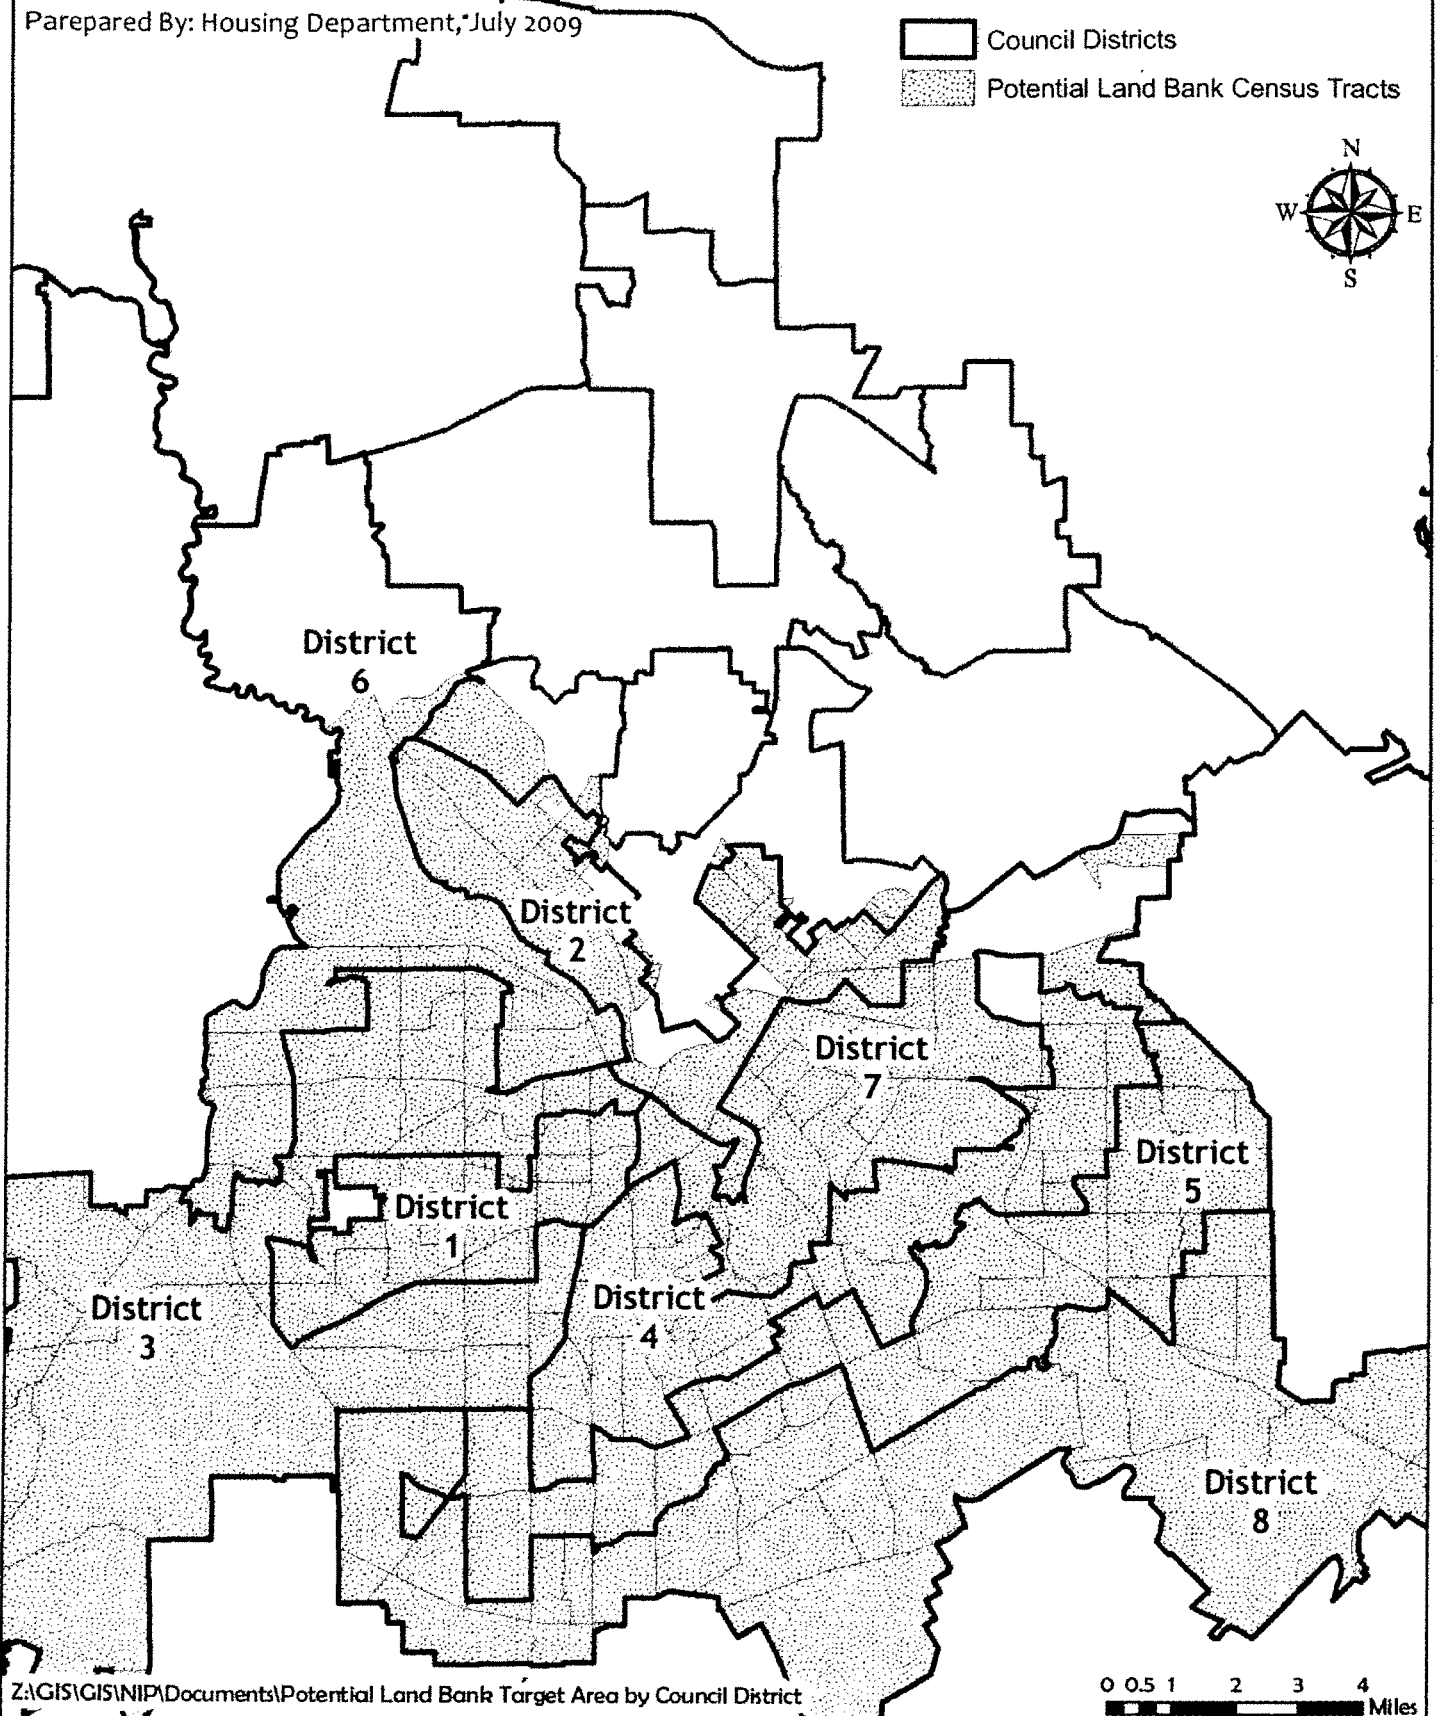 Parepared By: Housing Department, July 2009
Council Districts
Potential Land Bank Census Tracts
N
W E
S
District
6
District
2
District
7
District
5
District
1
District
3
District
4
District
8
Z:\GIS\GIS\NIP\Documents\Potential Land Bank Target Area by Council District
0 0.5 1 2 3 4
Miles